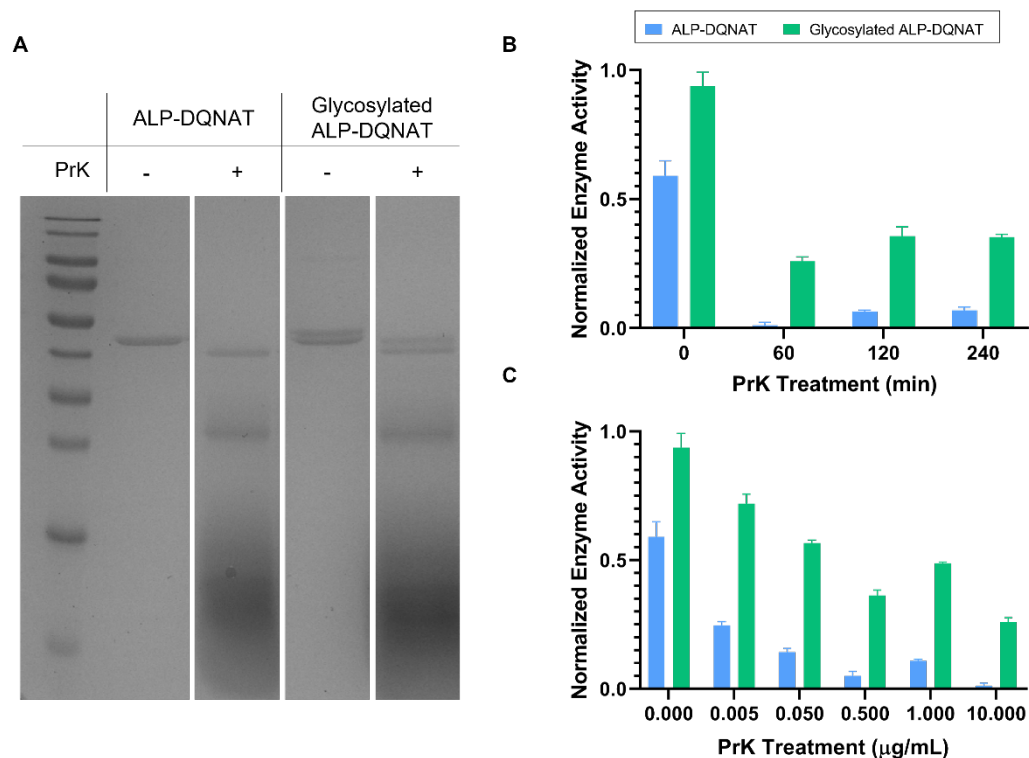 A
ALP-DQNAT
Glycosylated
ALP-DQNAT
PrK
-
+
-
+
B
ALP-DQNAT
Glycosylated ALP-DQNAT
Normalized Enzyme Activity
1.0
0.5
0.0
0
60
120
240
PrK Treatment (min)
C
Normalized Enzyme Activity
1.0
0.5
0.0
0.000
0.005
0.050
0.500
1.000
10.000
PrK Treatment (μg/mL)